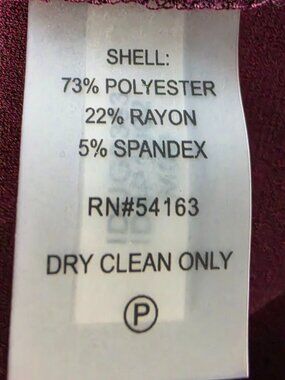 SHELL:
73% POLYESTER
22% RAYON
5% SPANDEX
RN#54163
DRY CLEAN ONLY
P